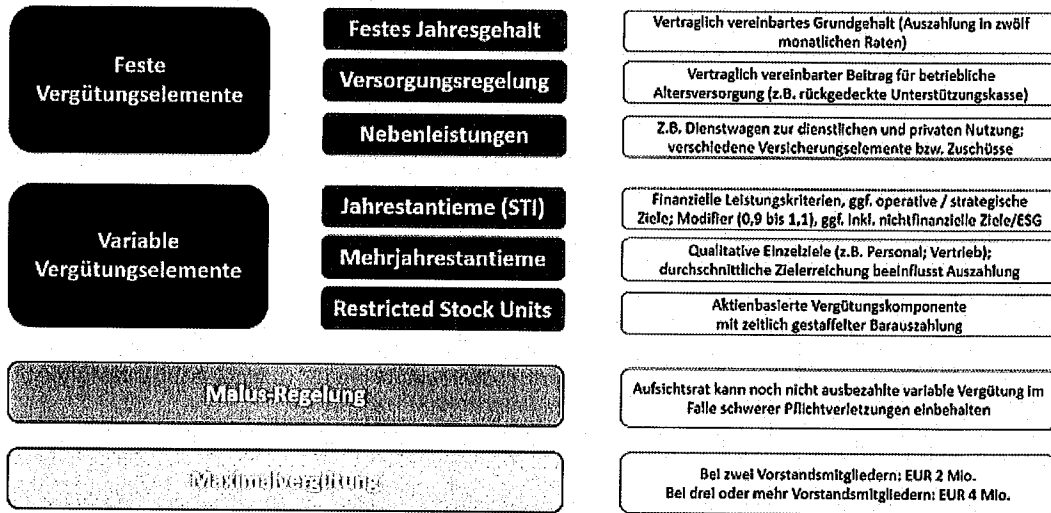 Feste
Vergütungselemente
Festes Jahresgehalt
Vertraglich vereinbartes Grundgehalt (Auszahlung in zwölf
monatlichen Raten)
Versorgungsregelung
Vertraglich vereinbarter Beitrag für betriebliche
Altersversorgung (z.B. rückgedeckte Unterstützungskasse)
Nebenleistungen
Z.B. Dienstwagen zur dienstlichen und privaten Nutzung;
verschiedene Versicherungselemente bzw. Zuschüsse
Variable
Vergütungselemente
Jahrestantieme (STI)
Finanzielle Leistungskriterien, ggf. operative / strategische
Ziele; Modifier (0,9 bis 1,1), ggf. inkl. nichtfinanzielle Ziele/ESG
Mehrjahrestantieme
Qualitative Einzelziele (z.B. Personal; Vertrieb);
durchschnittliche Zielerreichung beeinflusst Auszahlung
Restricted Stock Units
Aktienbasierte Vergütungskomponente
mit zeitlich gestaffelter Barauszahlung
Malus-Regelung
Aufsichtsrat kann noch nicht ausbezahlte variable Vergütung im
Falle schwerer Pflichtverletzungen einbehalten
Maximalvergütung
Bei zwei Vorstandsmitgliedern: EUR 2 Mio.
Bei drei oder mehr Vorstandsmitgliedern: EUR 4 Mio.